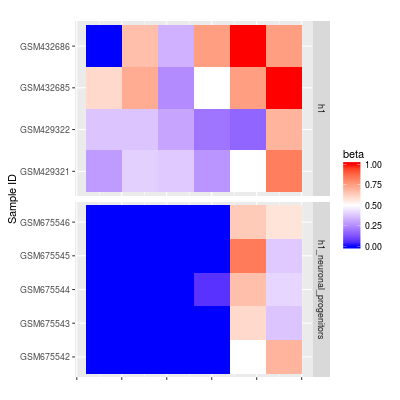 GSM432686
GSM432685
GSM429322
GSM429321
h1
GSM675546
GSM675545
GSM675544
GSM675543
GSM675542
h1_neuronal_progenitors
Sample ID
beta
1.00
0.75
0.50
0.25
0.00